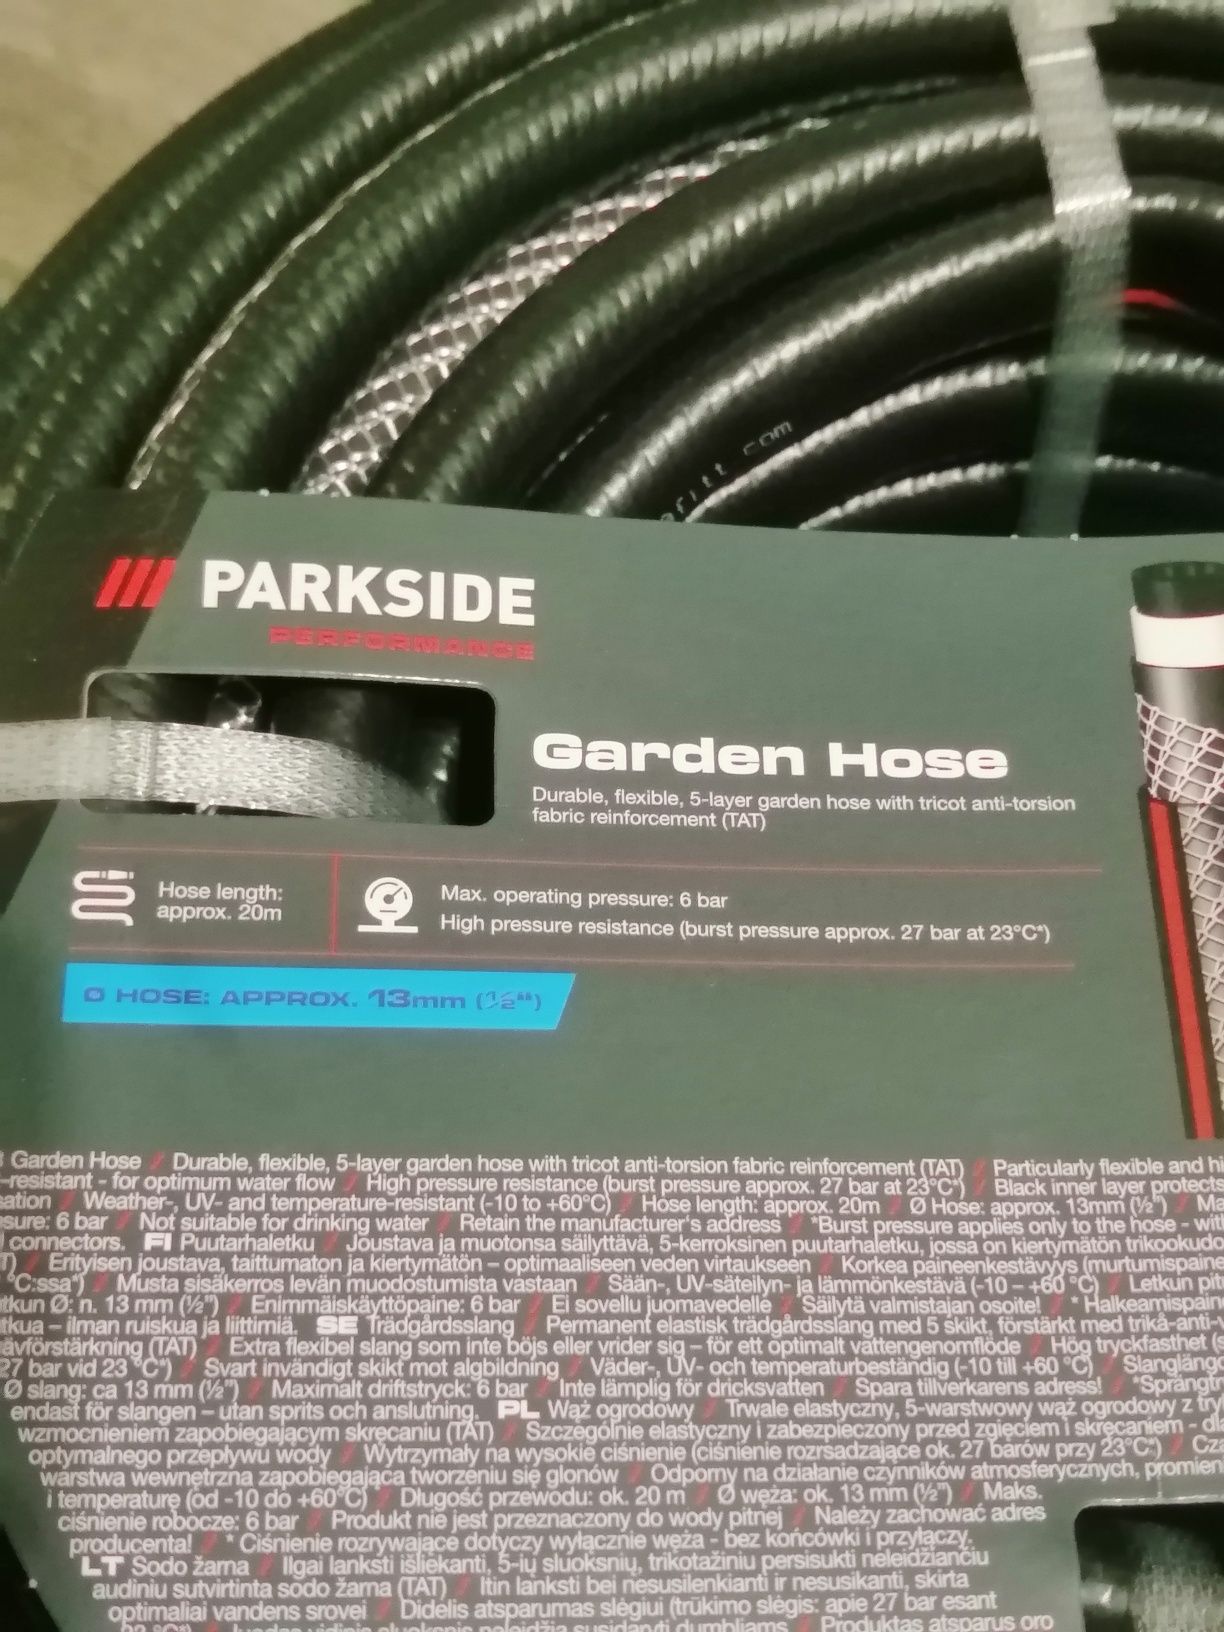 fitt.com
PARKSIDE
PERFORMANCE
Garden Hose
Durable, flexible, 5-layer garden hose with tricot anti-torsion
fabric reinforcement (TAT)
Hose length:
approx. 20m
Max. operating pressure: 6 bar
High pressure resistance (burst pressure approx. 27 bar at 23°C*)
Ø HOSE: APPROX. 13mm (½")
Garden Hose // Durable, flexible, 5-layer garden hose with tricot anti-torsion fabric reinforcement (TAT) // Particularly flexible and
-resistant - for optimum water flow // High pressure resistance (burst pressure approx. 27 bar at 23°C*) // Black inner layer protects
// Weather-, UV- and temperature-resistant (-10 to +60°C) // Hose length: approx. 20m // Ø Hose: approx. 13mm (½") //
sure: 6 bar // Not suitable for drinking water // Retain the manufacturer's address // *Burst pressure applies only to the hose -
connectors. FI Puutarhaletku // Joustava ja muotonsa säilyttävä, 5-kerroksinen puutarhaletku, jossa on kiertymätön
// Erityisen joustava, taittumaton ja kiertymätön – optimaaliseen veden virtaukseen // Korkea paineenkestävyys
°C:ssa*) // Musta sisäkerros levän muodostumista vastaan // Sään-, UV-säteilyn- ja lämmönkestävä (-10 – +60 °C) // Letkun
tkun Ø: n. 13 mm (½") // Enimmäiskäyttöpaine: 6 bar // Ei sovellu juomavedelle // Säilytä valmistajan osoite! //
tkua – ilman ruiskua ja liittimiä. SE Trädgårdsslang // Permanent elastisk trädgårdsslang med 5 skikt, förstärkt med
ävförstärkning (TAT) // Extra flexibel slang som inte böjs eller vrider sig – för ett optimalt vattengenomflöde // Hög tryckfasthet
27 bar vid 23 °C*) // Svart invändigt skikt mot algbildning // Väder-, UV- och temperaturbeständig (-10 till +60 °C) //
Ø slang: ca 13 mm (½") // Maximalt driftstryck: 6 bar // Inte lämplig för dricksvatten // Spara tillverkarens adress! //
endast för slangen – utan sprits och anslutning. PL Wąż ogrodowy // Trwale elastyczny, 5-warstwowy wąż ogrodowy z
wzmocnieniem zapobiegającym skręcaniu (TAT) // Szczególnie elastyczny i zabezpieczony przed zgięciem i skręcaniem -
optymalnego przepływu wody // Wytrzymały na wysokie ciśnienie (ciśnienie rozrsadzające ok. 27 barów przy 23°C*) //
warstwa wewnętrzna zapobiegająca tworzeniu się glonów // Odporny na działanie czynników atmosferycznych,
i temperaturę (od -10 do +60°C) // Długość przewodu: ok. 20 m // Ø węża: ok. 13 mm (½") // Maks.
ciśnienie robocze: 6 bar // Produkt nie jest przeznaczony do wody pitnej // Należy zachować adres
producenta! // * Ciśnienie rozrywające dotyczy wyłącznie węża - bez końcówki i przyłączy.
LT Sodo žarna // Ilgai lanksti išliekanti, 5-ių sluoksnių, trikotažiniu persisukti neleidžiančiu
audiniu sutvirtinta sodo žarna (TAT) // Itin lanksti bei nesusilenkianti ir nesusikanti, skirta
optimaliai vandens srovei // Didelis atsparumas slėgiui (trūkimo slėgis: apie 27 bar esant
sluoksnis neleidžia susidaryti dumbliams // Produktas atsparus oro